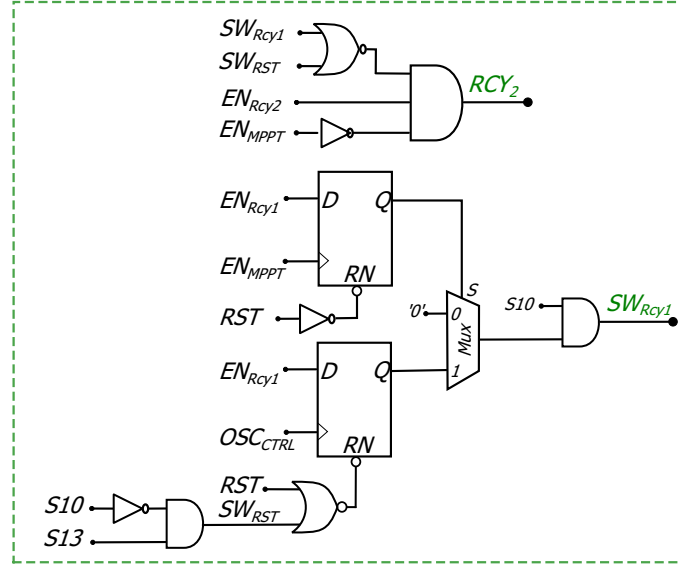 SW_Rcy1
SW_RST
RCY_2
EN_Rcy2
EN_MPPT
EN_Rcy1
D Q
EN_MPPT
RN
S
RST
'0' 0
S10
SW_Rcy1
Mux
EN_Rcy1
D Q
1
OSC_CTRL
RN
RST
S10
SW_RST
S13